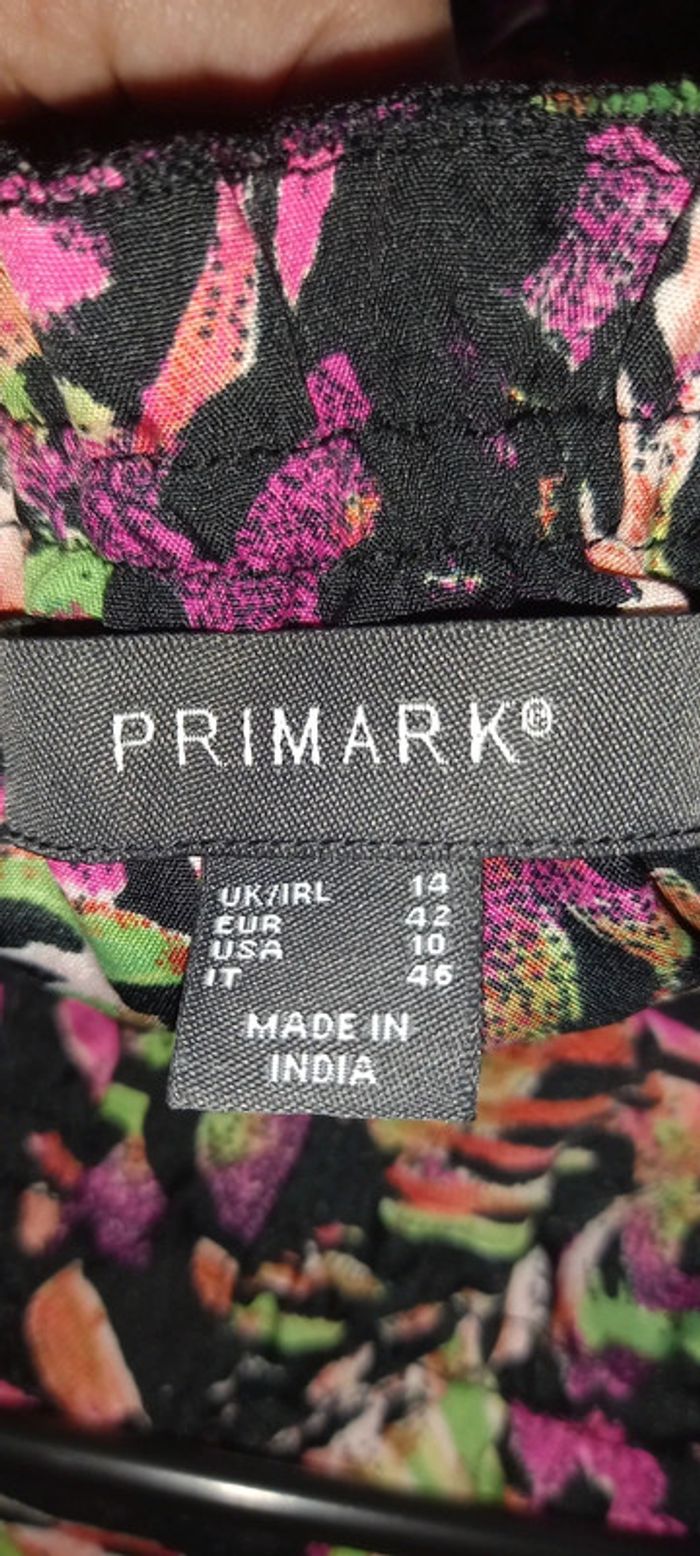 PRIMARK®
UK/IRL 14
EUR 42
USA 10
IT 46
MADE IN
INDIA